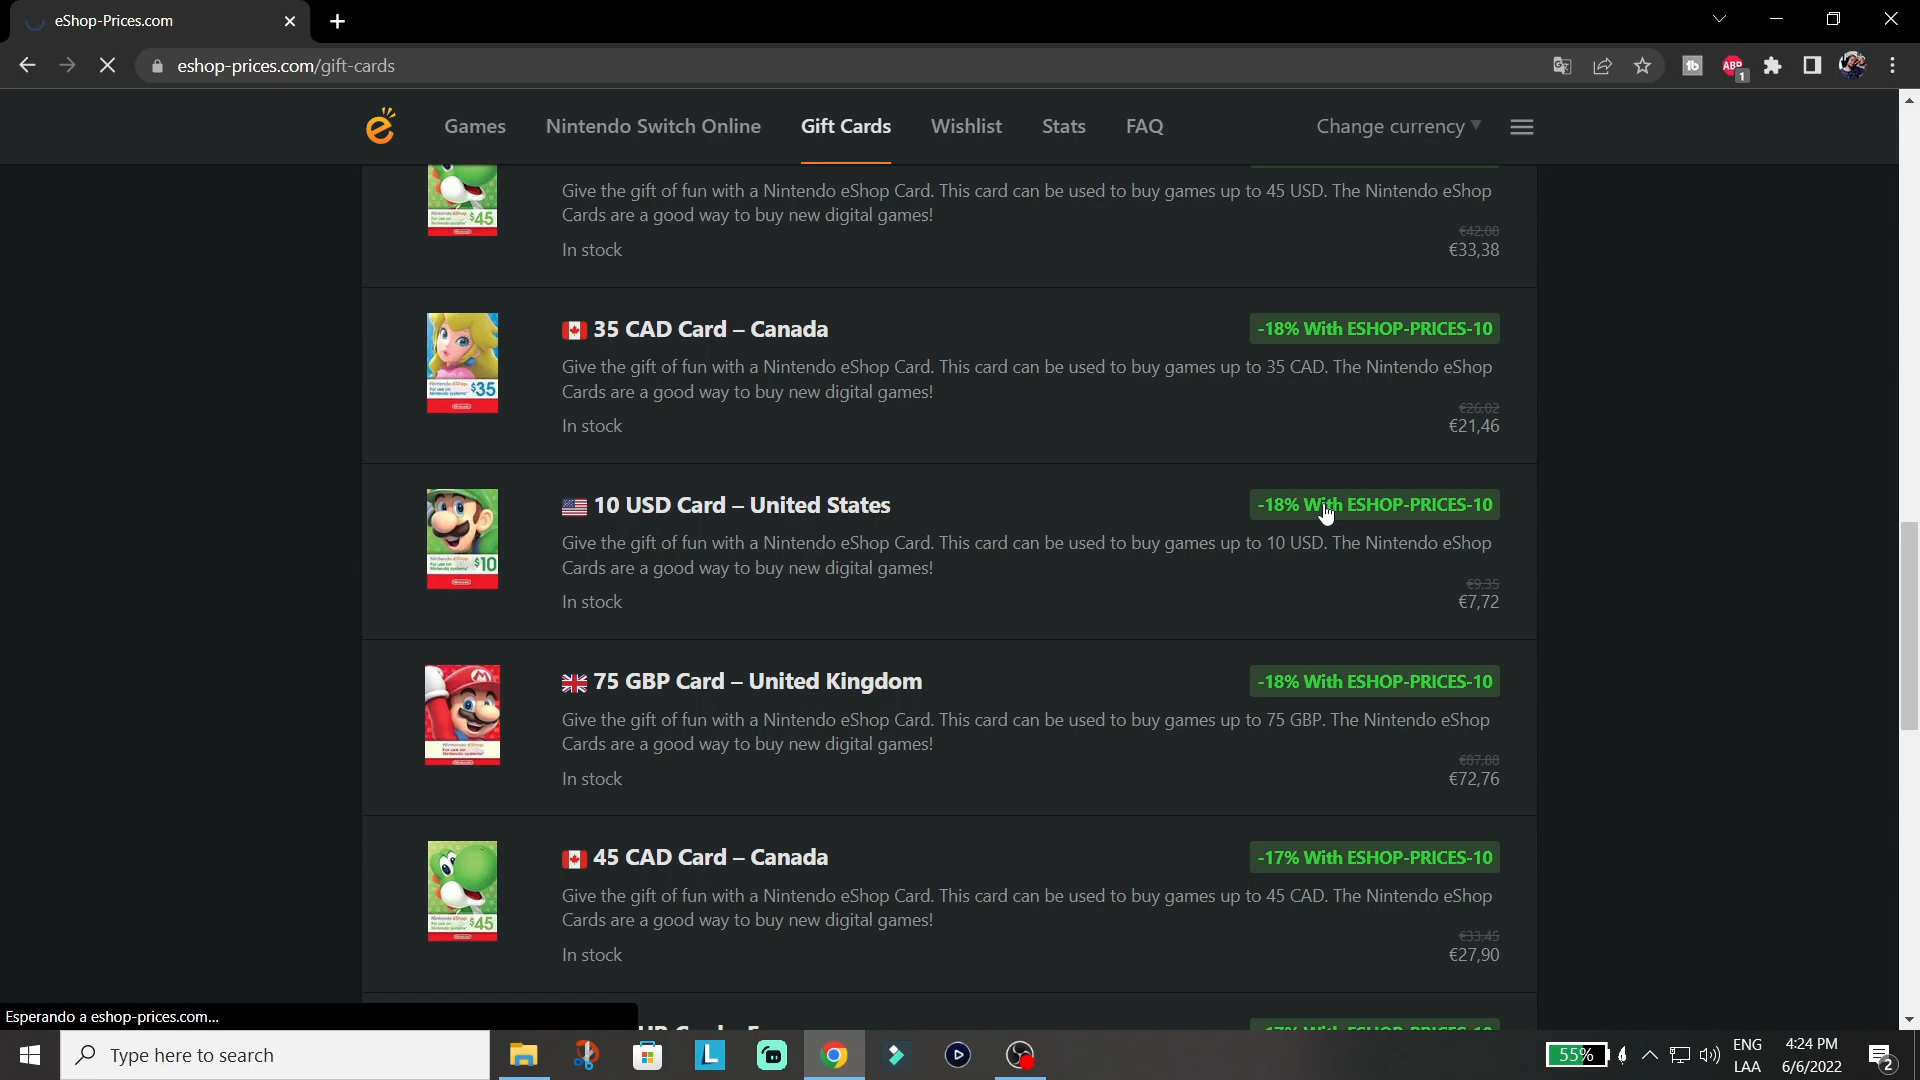 eShop-Prices.com
eshop-prices.com/gift-cards
ABP
1
Games
Nintendo Switch Online
Gift Cards
Wishlist
Stats
FAQ
Change currency
$45
Give the gift of fun with a Nintendo eShop Card. This card can be used to buy games up to 45 USD. The Nintendo eShop
Cards are a good way to buy new digital games!
In stock
€42,08
€33,38
$35
35 CAD Card – Canada
-18% With ESHOP-PRICES-10
Give the gift of fun with a Nintendo eShop Card. This card can be used to buy games up to 35 CAD. The Nintendo eShop
Cards are a good way to buy new digital games!
In stock
€26,02
€21,46
$10
10 USD Card – United States
-18% With ESHOP-PRICES-10
Give the gift of fun with a Nintendo eShop Card. This card can be used to buy games up to 10 USD. The Nintendo eShop
Cards are a good way to buy new digital games!
In stock
€9,35
€7,72
75 GBP Card – United Kingdom
-18% With ESHOP-PRICES-10
Give the gift of fun with a Nintendo eShop Card. This card can be used to buy games up to 75 GBP. The Nintendo eShop
Cards are a good way to buy new digital games!
In stock
€87,88
€72,76
$45
45 CAD Card – Canada
-17% With ESHOP-PRICES-10
Give the gift of fun with a Nintendo eShop Card. This card can be used to buy games up to 45 CAD. The Nintendo eShop
Cards are a good way to buy new digital games!
In stock
€33,45
€27,90
Esperando a eshop-prices.com...
Type here to search
55%
ENG
LAA
4:24 PM
6/6/2022
2